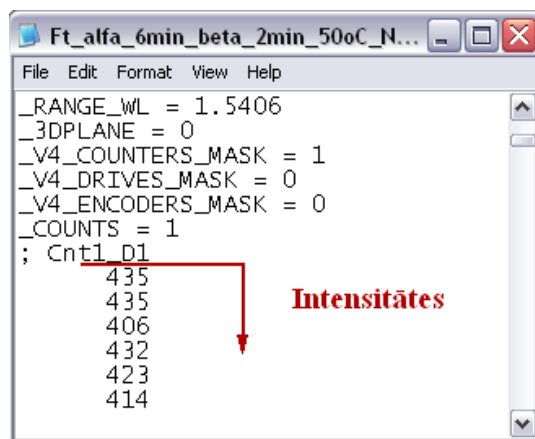 Ft_alfa_6min_beta_2min_50oC_N...
File Edit Format View Help
_RANGE_WL = 1.5406
_3DPLANE = 0
_V4_COUNTERS_MASK = 1
_V4_DRIVES_MASK = 0
_V4_ENCODERS_MASK = 0
_COUNTS = 1
; Cnt1_D1
435
435
Intensitātes
406
432
423
414